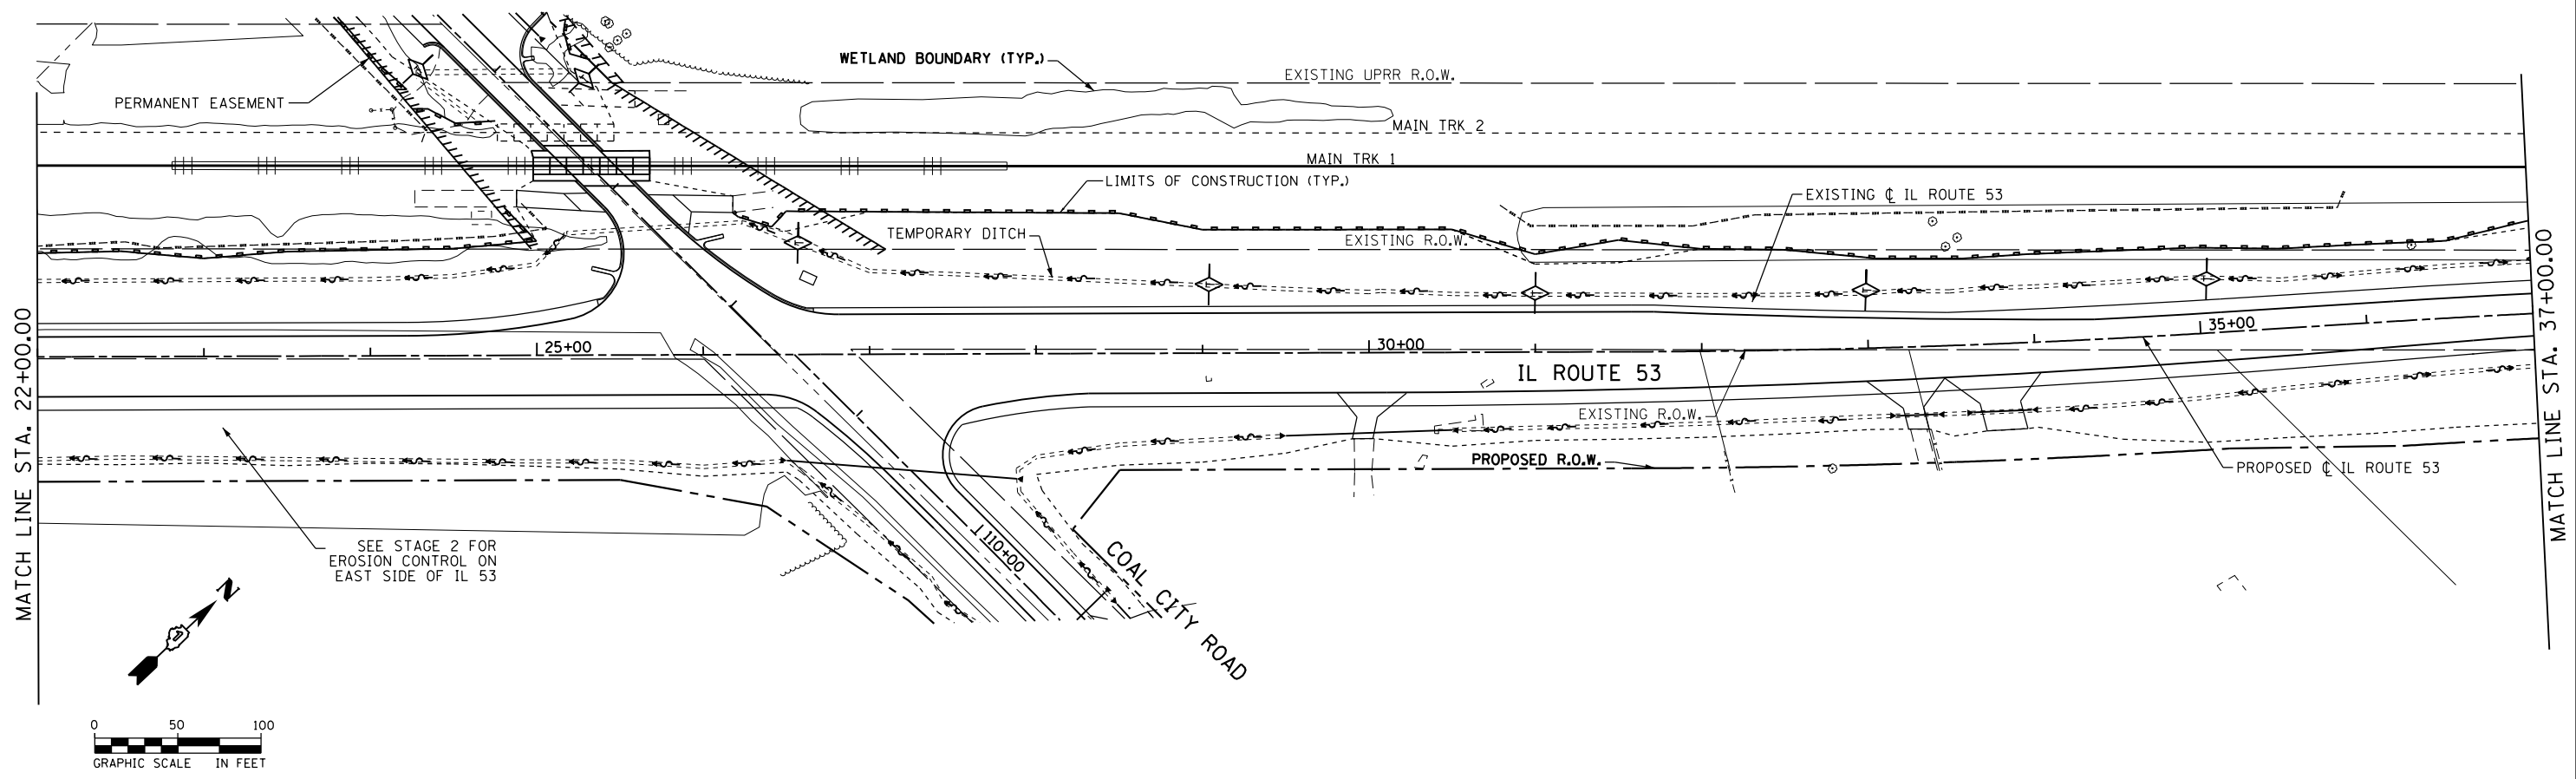 WETLAND BOUNDARY (TYP.)
EXISTING UPRR R.O.W.
PERMANENT EASEMENT
MAIN TRK 2
MAIN TRK 1
LIMITS OF CONSTRUCTION (TYP.)
EXISTING ℄ IL ROUTE 53
TEMPORARY DITCH
EXISTING R.O.W.
MATCH LINE STA. 22+00.00
MATCH LINE STA. 37+00.00
25+00
30+00
35+00
IL ROUTE 53
EXISTING R.O.W.
PROPOSED R.O.W.
PROPOSED ℄ IL ROUTE 53
SEE STAGE 2 FOR
EROSION CONTROL ON
EAST SIDE OF IL 53
110+00
COAL CITY ROAD
N
0 50 100
GRAPHIC SCALE IN FEET